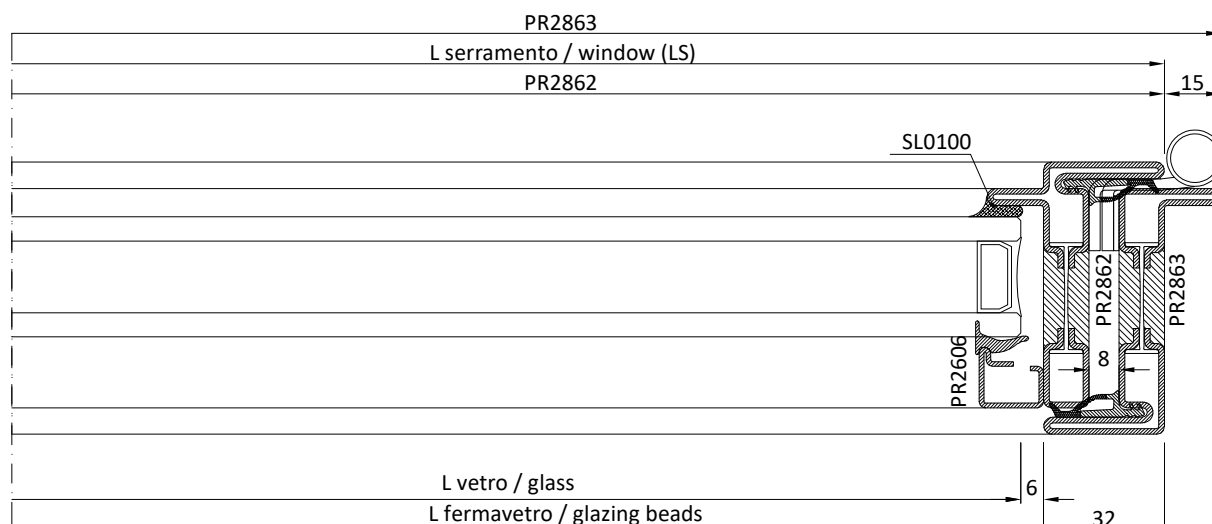 PR2863
L serramento / window (LS)
PR2862
15
SL0100
PR2862
PR2863
8
PR2606
L vetro / glass
6
L fermavetro / glazing beads
32